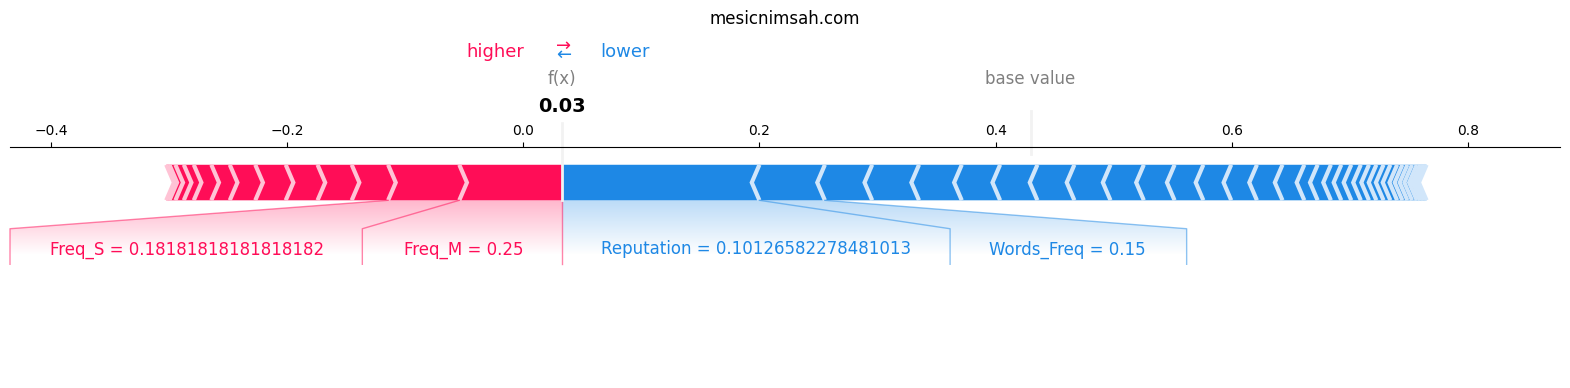 mesicnimsah.com
higher ⇄ lower
f(x) base value
0.03
−0.4 −0.2 0.0 0.2 0.4 0.6 0.8
Freq_S = 0.18181818181818182 Freq_M = 0.25 Reputation = 0.10126582278481013 Words_Freq = 0.15